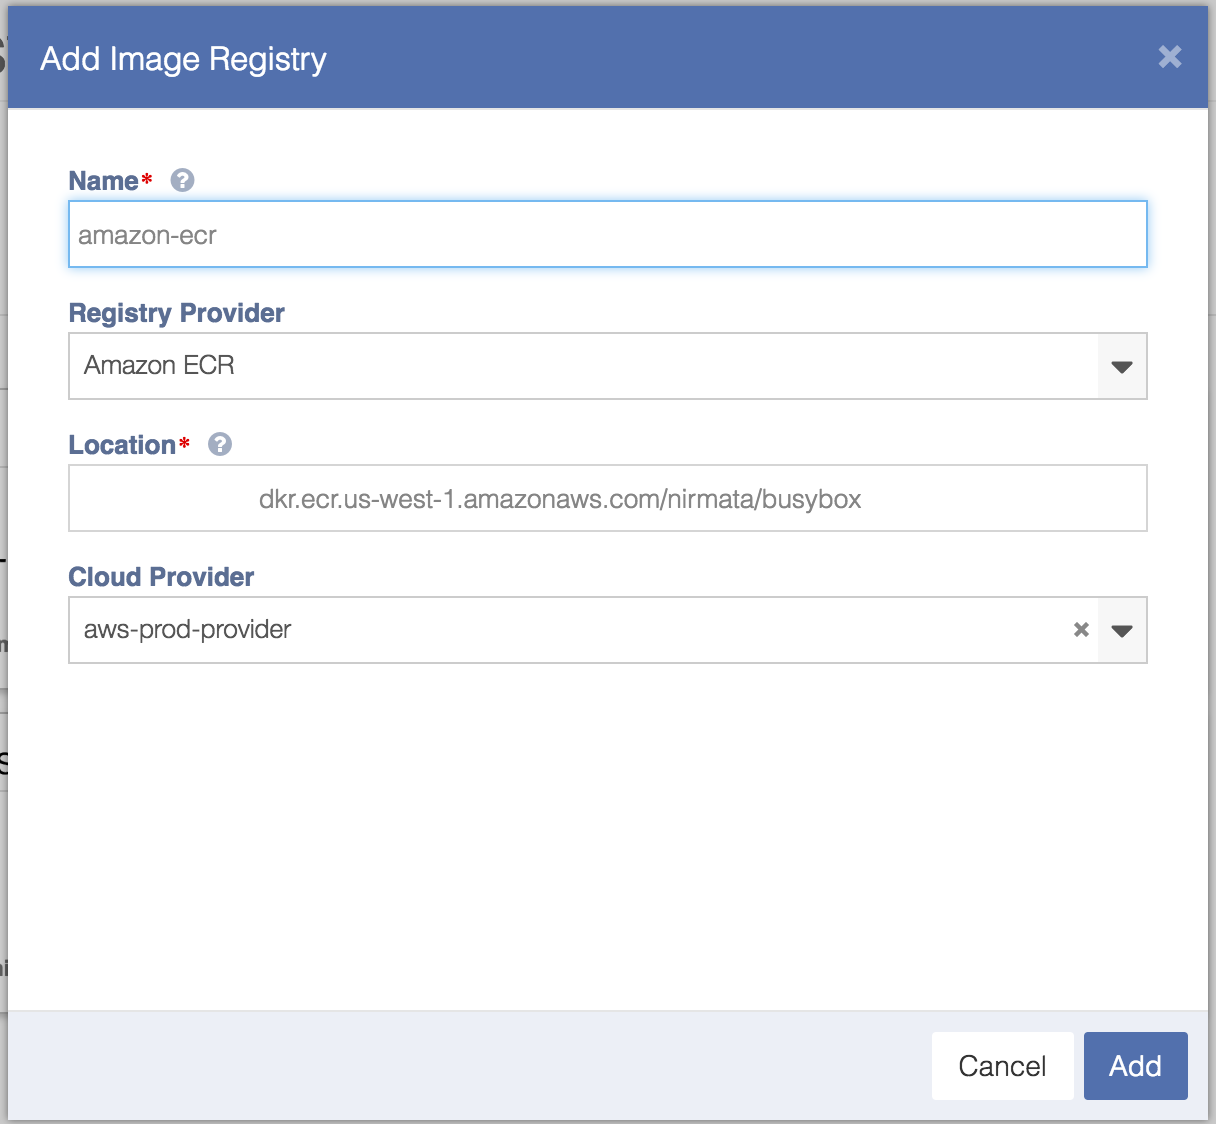 Add Image Registry
Name*
amazon-ecr
Registry Provider
Amazon ECR
Location*
dkr.ecr.us-west-1.amazonaws.com/nirmata/busybox
Cloud Provider
aws-prod-provider
Cancel
Add